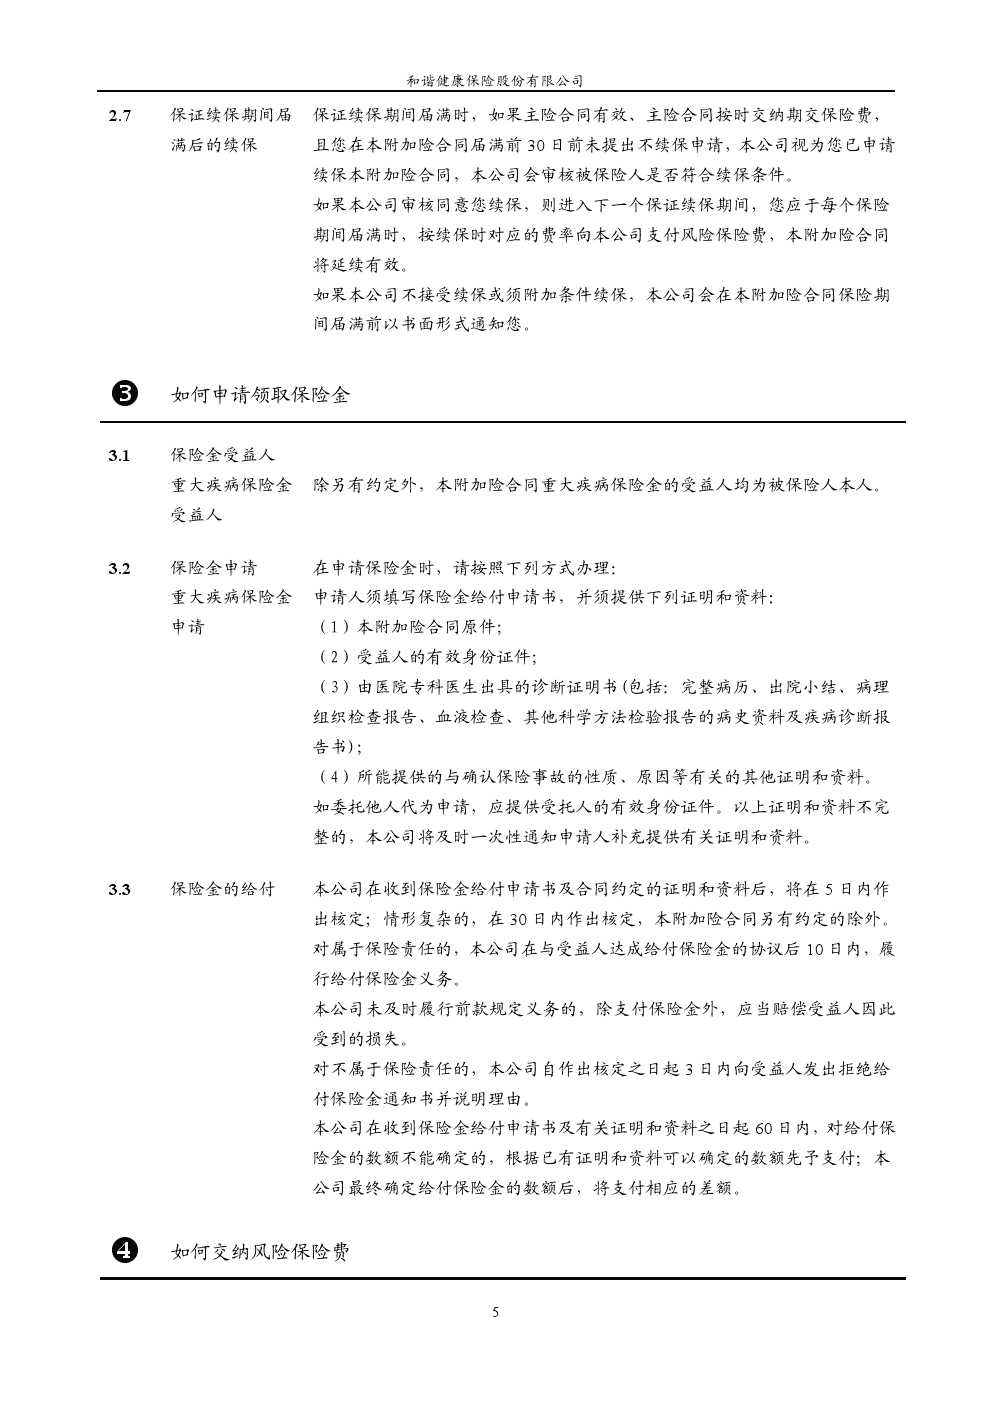 和谐健康保险股份有限公司
2.7 保证续保期间届 保证续保期间届满时，如果主险合同有效、主险合同按时交纳期交保险费，
满后的续保 且您在本附加险合同届满前 30 日前未提出不续保申请，本公司视为您已申请
续保本附加险合同，本公司会审核被保险人是否符合续保条件。
如果本公司审核同意您续保，则进入下一个保证续保期间，您应于每个保险
期间届满时，按续保时对应的费率向本公司支付风险保险费，本附加险合同
将延续有效。
如果本公司不接受续保或须附加条件续保，本公司会在本附加险合同保险期
间届满前以书面形式通知您。
❸ 如何申请领取保险金
3.1 保险金受益人
重大疾病保险金 除另有约定外，本附加险合同重大疾病保险金的受益人均为被保险人本人。
受益人
3.2 保险金申请 在申请保险金时，请按照下列方式办理：
重大疾病保险金 申请人须填写保险金给付申请书，并须提供下列证明和资料：
申请 （1）本附加险合同原件；
（2）受益人的有效身份证件；
（3）由医院专科医生出具的诊断证明书(包括：完整病历、出院小结、病理
组织检查报告、血液检查、其他科学方法检验报告的病史资料及疾病诊断报
告书)；
（4）所能提供的与确认保险事故的性质、原因等有关的其他证明和资料。
如委托他人代为申请，应提供受托人的有效身份证件。以上证明和资料不完
整的，本公司将及时一次性通知申请人补充提供有关证明和资料。
3.3 保险金的给付 本公司在收到保险金给付申请书及合同约定的证明和资料后，将在 5 日内作
出核定；情形复杂的，在 30 日内作出核定，本附加险合同另有约定的除外。
对属于保险责任的，本公司在与受益人达成给付保险金的协议后 10 日内，履
行给付保险金义务。
本公司未及时履行前款规定义务的，除支付保险金外，应当赔偿受益人因此
受到的损失。
对不属于保险责任的，本公司自作出核定之日起 3 日内向受益人发出拒绝给
付保险金通知书并说明理由。
本公司在收到保险金给付申请书及有关证明和资料之日起 60 日内，对给付保
险金的数额不能确定的，根据已有证明和资料可以确定的数额先予支付；本
公司最终确定给付保险金的数额后，将支付相应的差额。
❹ 如何交纳风险保险费
5